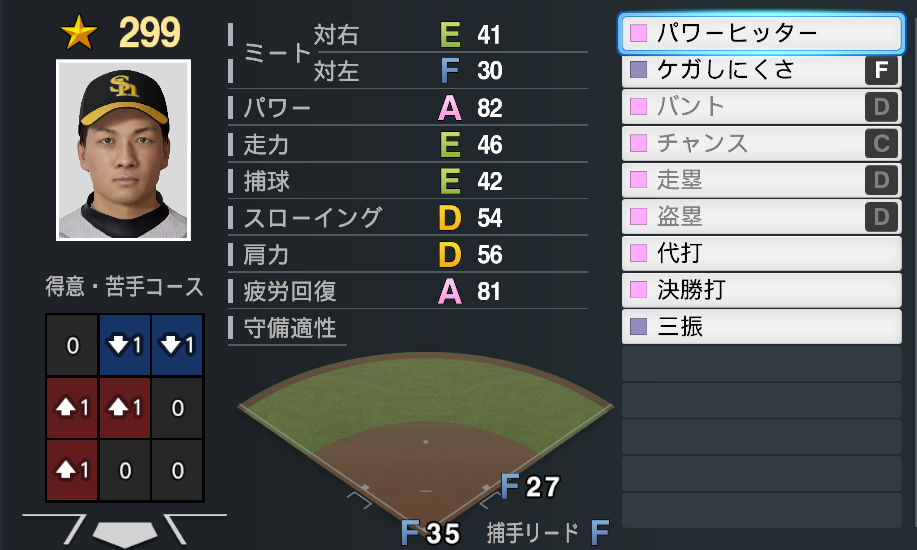 299
SH
ミート 対右 E 41
対左 F 30
パワー A 82
走力 E 46
捕球 E 42
スローイング D 54
肩力 D 56
疲労回復 A 81
守備適性
F 27
F 35 捕手リード F
得意・苦手コース
0 1 1
1 1 0
1 0 0
パワーヒッター
ケガしにくさ F
バント D
チャンス C
走塁 D
盗塁 D
代打
決勝打
三振